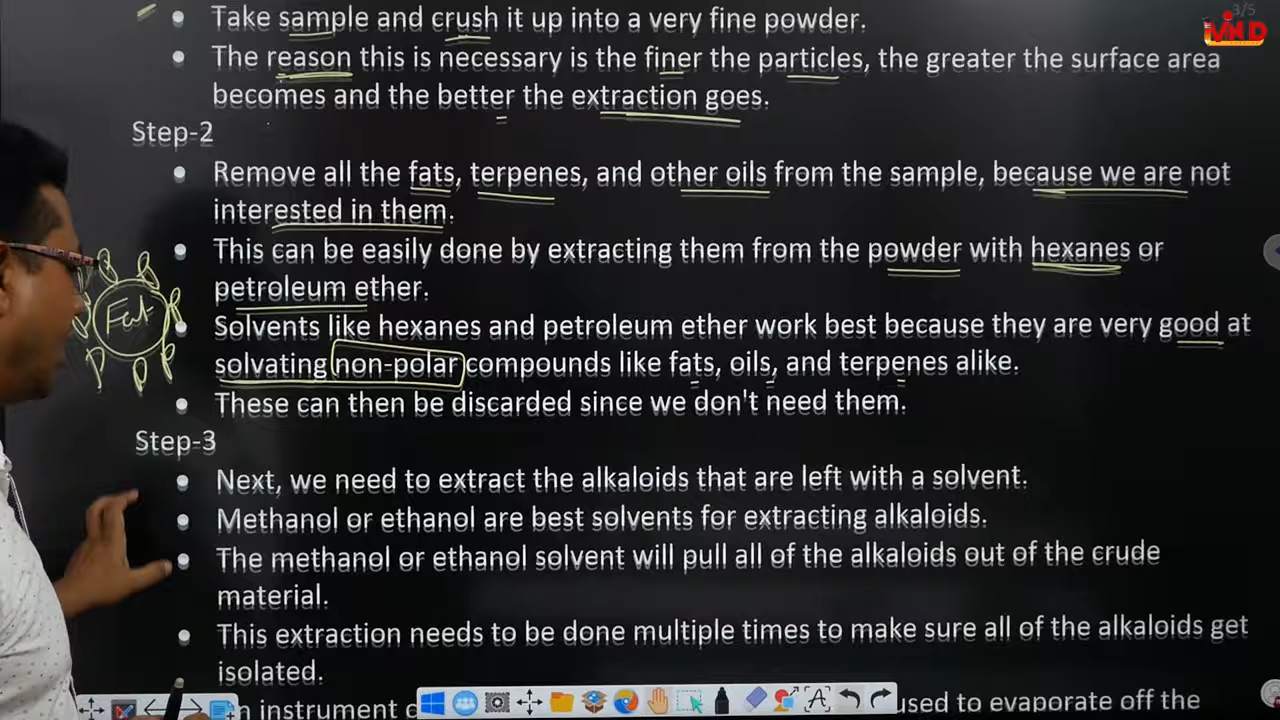 3/5
MIND
Take sample and crush it up into a very fine powder.
The reason this is necessary is the finer the particles, the greater the surface area
becomes and the better the extraction goes.
Step-2
Remove all the fats, terpenes, and other oils from the sample, because we are not
interested in them.
This can be easily done by extracting them from the powder with hexanes or
petroleum ether.
Fat
Solvents like hexanes and petroleum ether work best because they are very good at
solvating non-polar compounds like fats, oils, and terpenes alike.
These can then be discarded since we don't need them.
Step-3
Next, we need to extract the alkaloids that are left with a solvent.
Methanol or ethanol are best solvents for extracting alkaloids.
The methanol or ethanol solvent will pull all of the alkaloids out of the crude
material.
This extraction needs to be done multiple times to make sure all of the alkaloids get
isolated.
n instrument used to evaporate off the